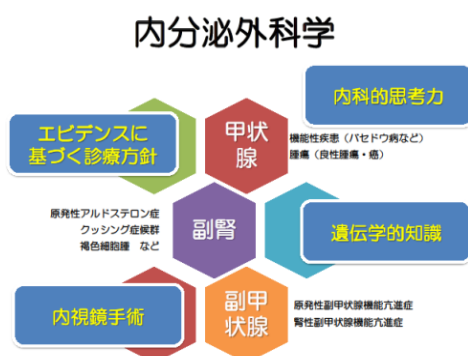 内分泌外科学
内科的思考力
エビデンスに
基づく診療方針
甲状
腺
機能性疾患（バセドウ病など）
腫瘍（良性腫瘍・癌）
原発性アルドステロン症
クッシング症候群
褐色細胞腫　など
副腎
遺伝学的知識
内視鏡手術
副甲
状腺
原発性副甲状腺機能亢進症
腎性副甲状腺機能亢進症